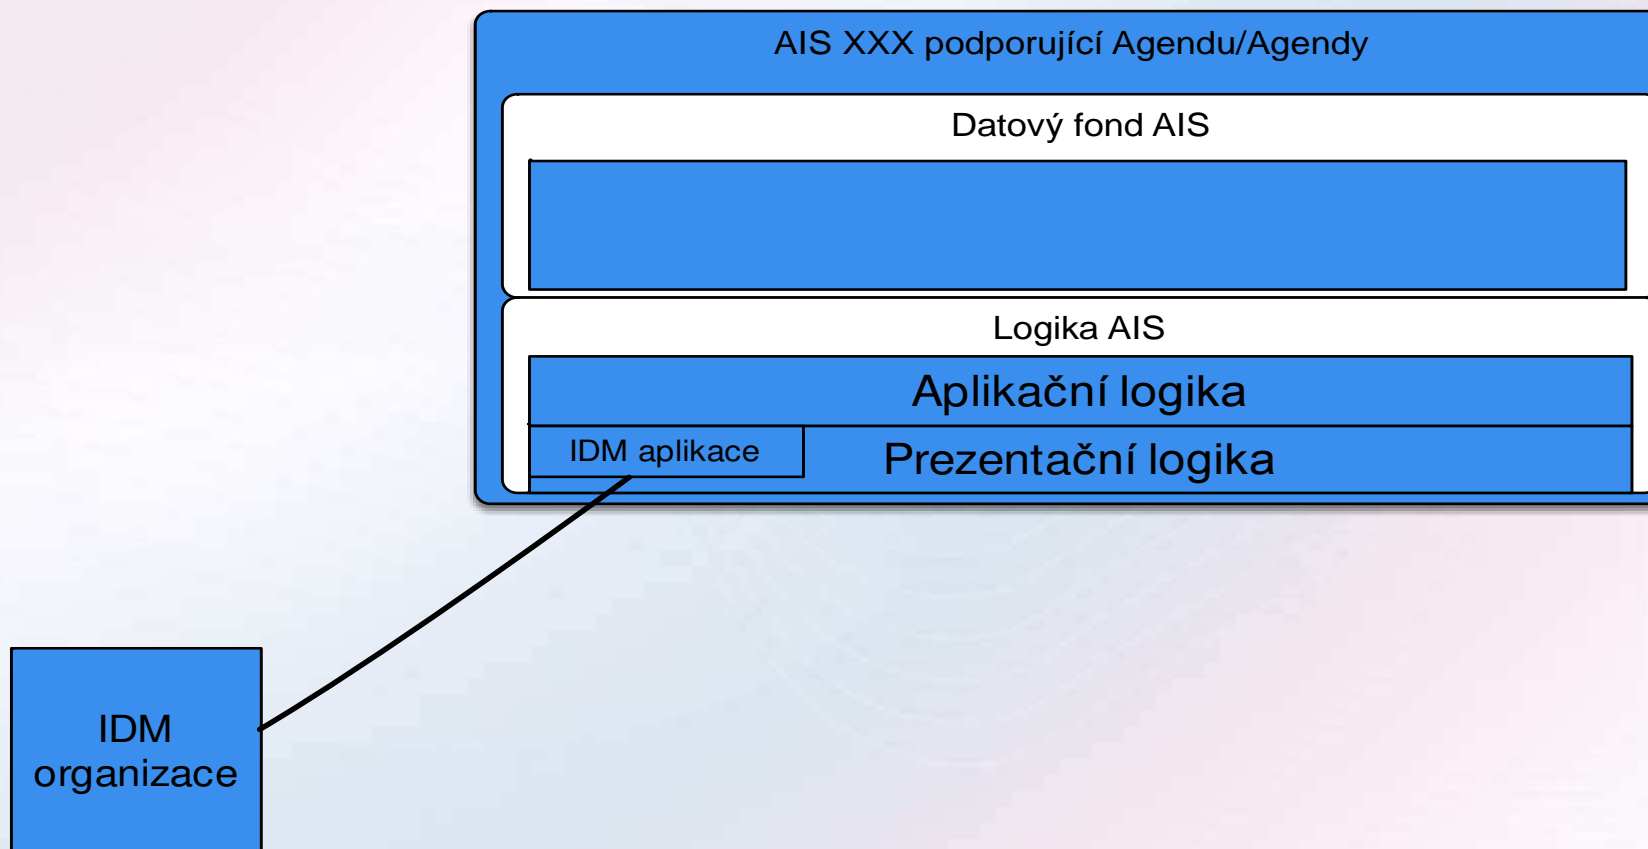 AIS XXX podporující Agendu/Agendy
Datový fond AIS
Logika AIS
Aplikační logika
IDM aplikace
Prezentační logika
IDM
organizace